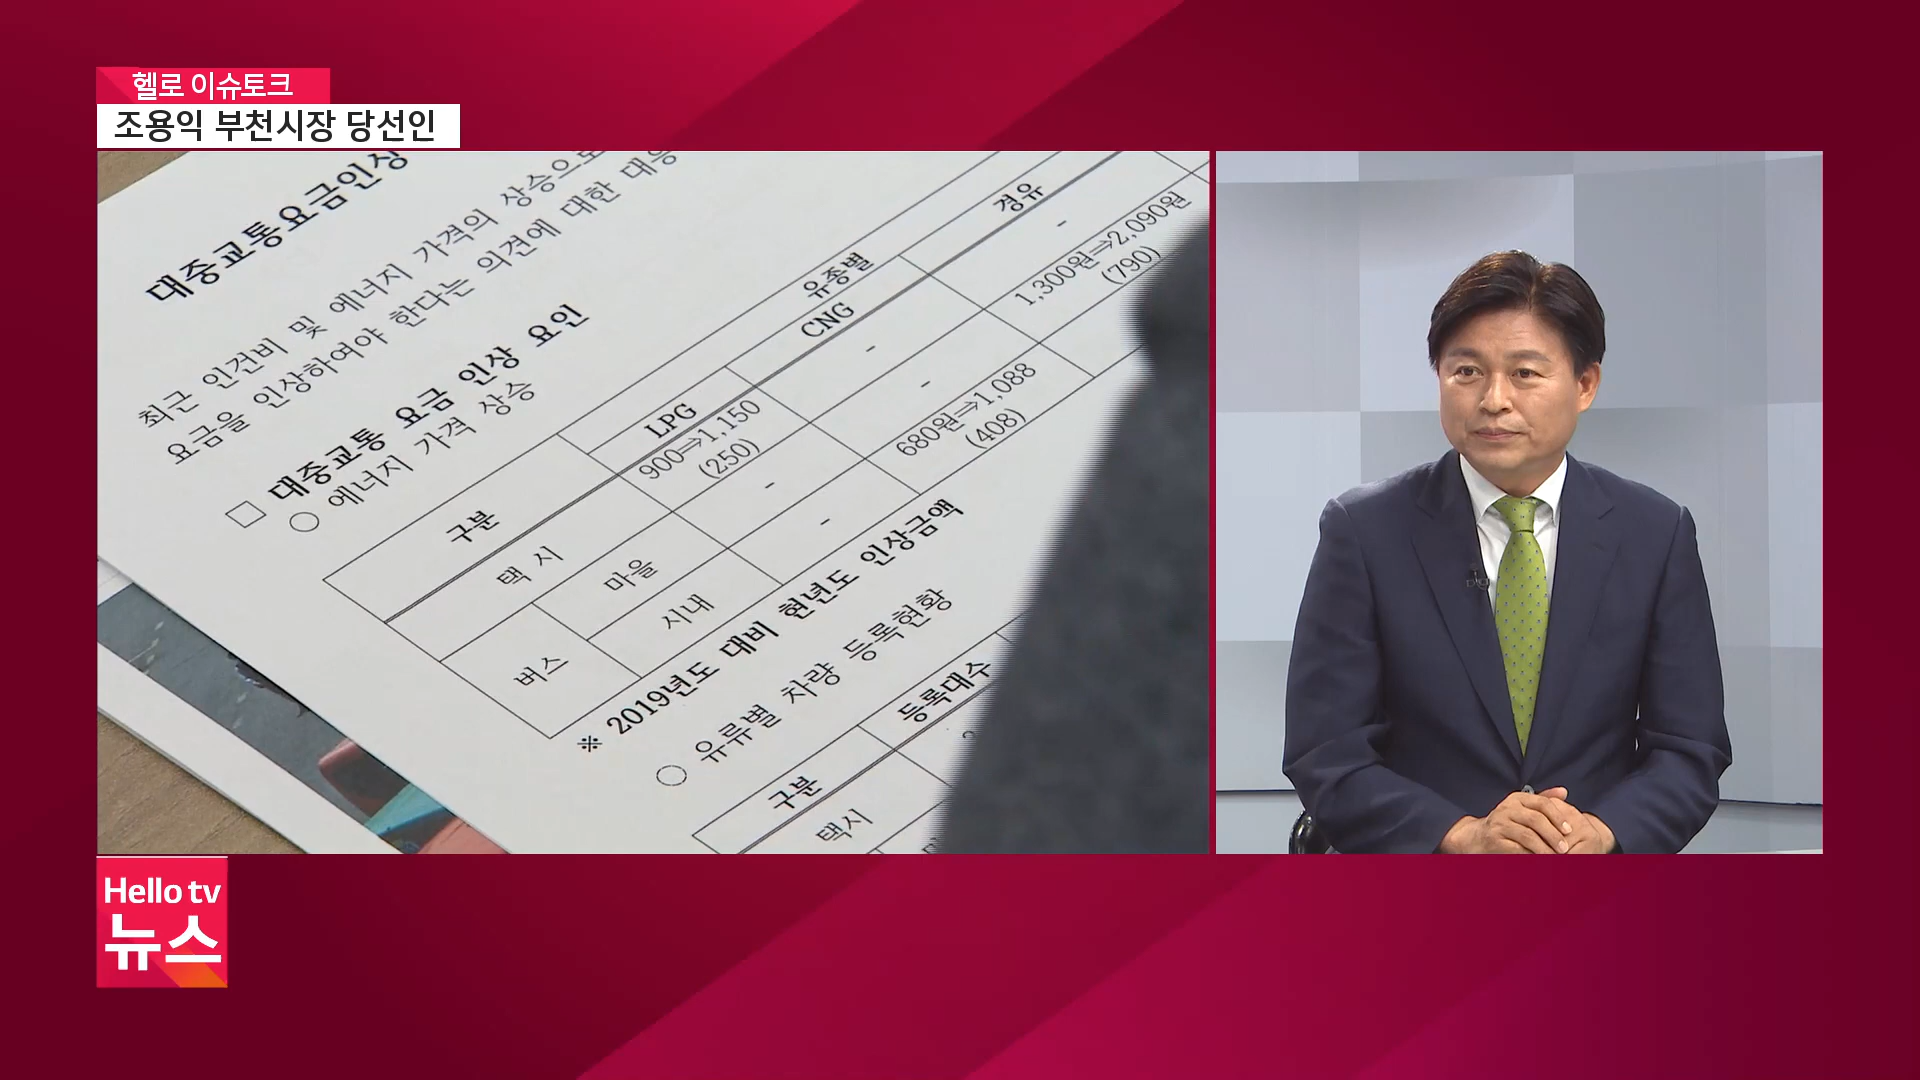 헬로 이슈토크
조용익 부천시장 당선인
대중교통요금인상
최근 인건비 및 에너지 가격의 상승으로
요금을 인상하여야 한다는 의견에 대한 대응
□ 대중교통 요금 인상 요인
○ 에너지 가격 상승
구분
유종별
LPG
CNG
경유
택 시
900⇒1,150
(250)
-
-
버스
마을
-
-
1,300원⇒2,090원
(790)
시내
-
680원⇒1,088
(408)
※ 2019년도 대비 현년도 인상금액
○ 유류별 차량 등록현황
구분
등록대수
택시
Hello tv
뉴스